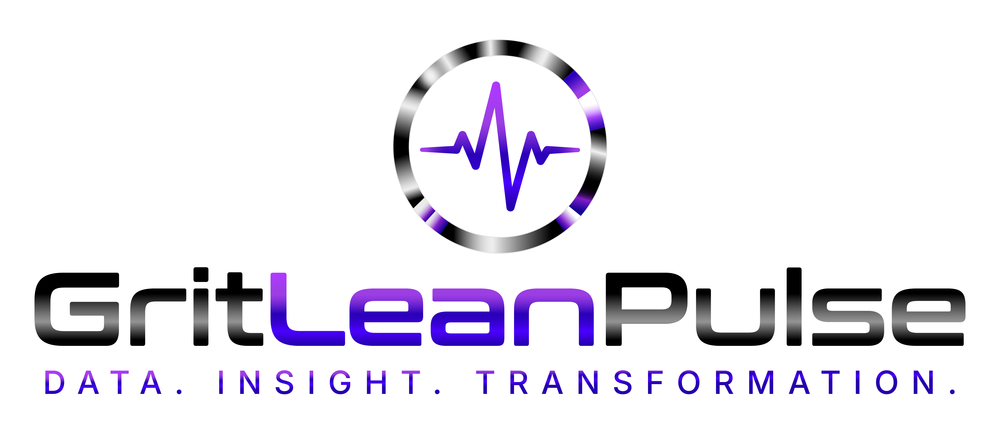 GritLeanPulse
DATA. INSIGHT. TRANSFORMATION.